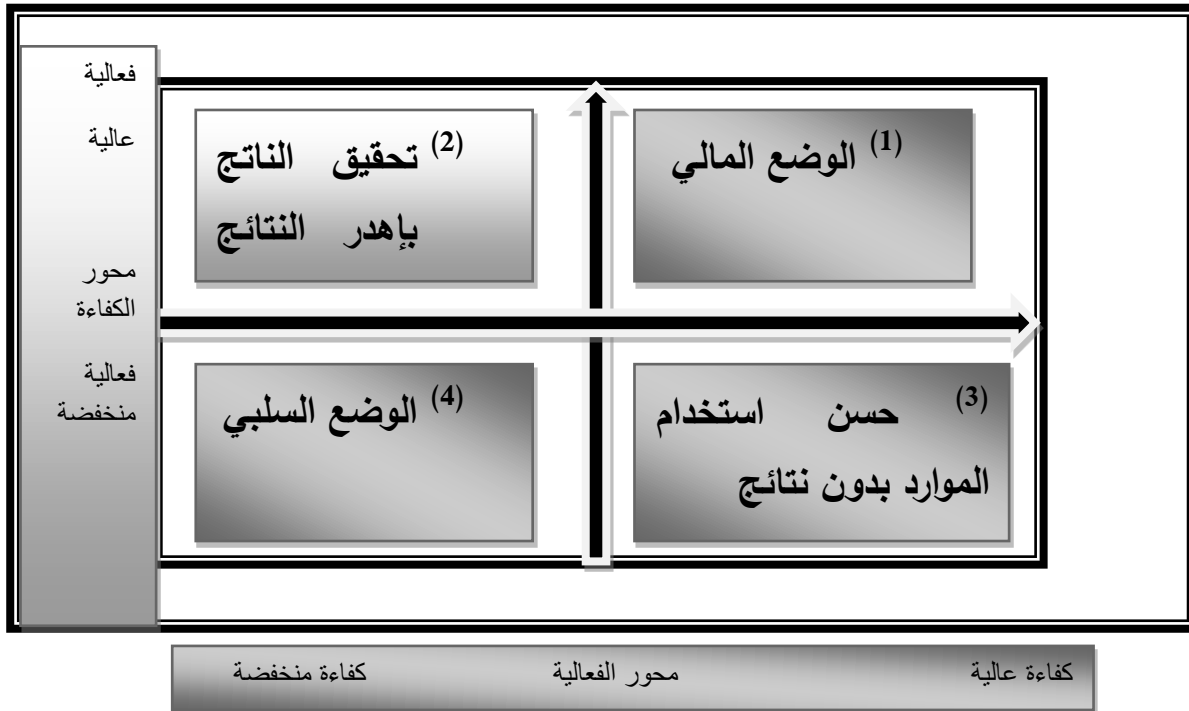 فعالية
عالية
محور
الكفاءة
فعالية
منخفضة
(1) الوضع المالي
(2) تحقيق الناتج
بإهدر النتائج
(3) حسن استخدام
الموارد بدون نتائج
(4) الوضع السلبي
كفاءة عالية
محور الفعالية
كفاءة منخفضة